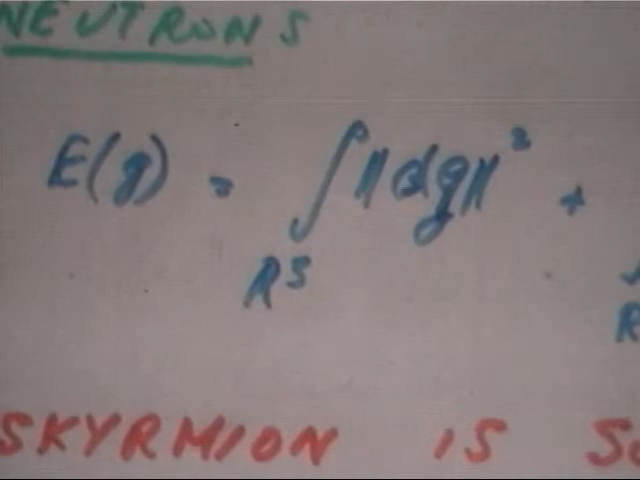 NEUTRONS
E(g) = ∫ ||dg||² +
R³
R
SKYRMION IS